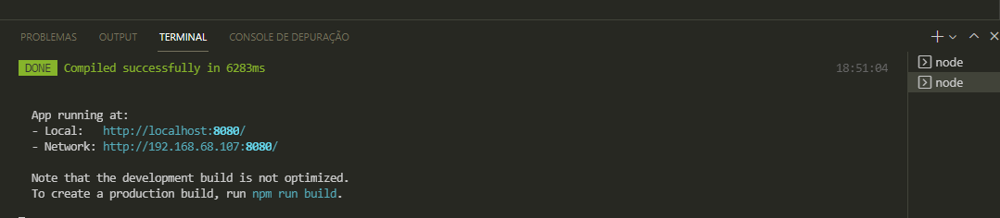 PROBLEMAS OUTPUT TERMINAL CONSOLE DE DEPURAÇÃO
DONE Compiled successfully in 6283ms 18:51:04
node
node
App running at:
- Local: http://localhost:8080/
- Network: http://192.168.68.107:8080/
Note that the development build is not optimized.
To create a production build, run npm run build.